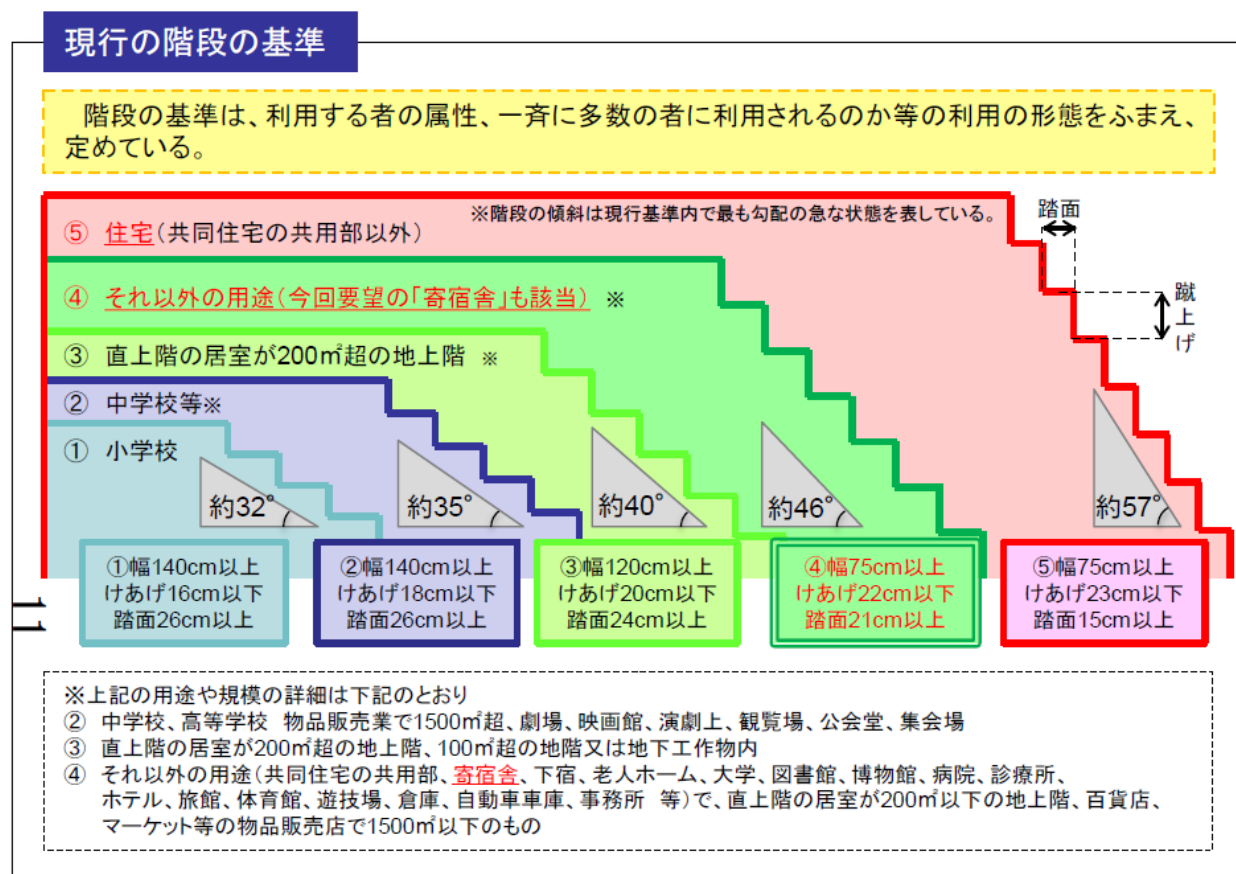 現行の階段の基準
階段の基準は、利用する者の属性、一斉に多数の者に利用されるのか等の利用の形態をふまえ、
定めている。
※階段の傾斜は現行基準内で最も勾配の急な状態を表している。
踏面
蹴上げ
⑤ 住宅(共同住宅の共用部以外)
④ それ以外の用途(今回要望の「寄宿舎」も該当) ※
③ 直上階の居室が200㎡超の地上階 ※
② 中学校等※
① 小学校
約32°
約35°
約40°
約46°
約57°
①幅140cm以上
けあげ16cm以下
踏面26cm以上
②幅140cm以上
けあげ18cm以下
踏面26cm以上
③幅120cm以上
けあげ20cm以下
踏面24cm以上
④幅75cm以上
けあげ22cm以下
踏面21cm以上
⑤幅75cm以上
けあげ23cm以下
踏面15cm以上
11
※上記の用途や規模の詳細は下記のとおり
② 中学校、高等学校 物品販売業で1500㎡超、劇場、映画館、演劇上、観覧場、公会堂、集会場
③ 直上階の居室が200㎡超の地上階、100㎡超の地階又は地下工作物内
④ それ以外の用途(共同住宅の共用部、寄宿舎、下宿、老人ホーム、大学、図書館、博物館、病院、診療所、
ホテル、旅館、体育館、遊技場、倉庫、自動車車庫、事務所 等)で、直上階の居室が200㎡以下の地上階、百貨店、
マーケット等の物品販売店で1500㎡以下のもの